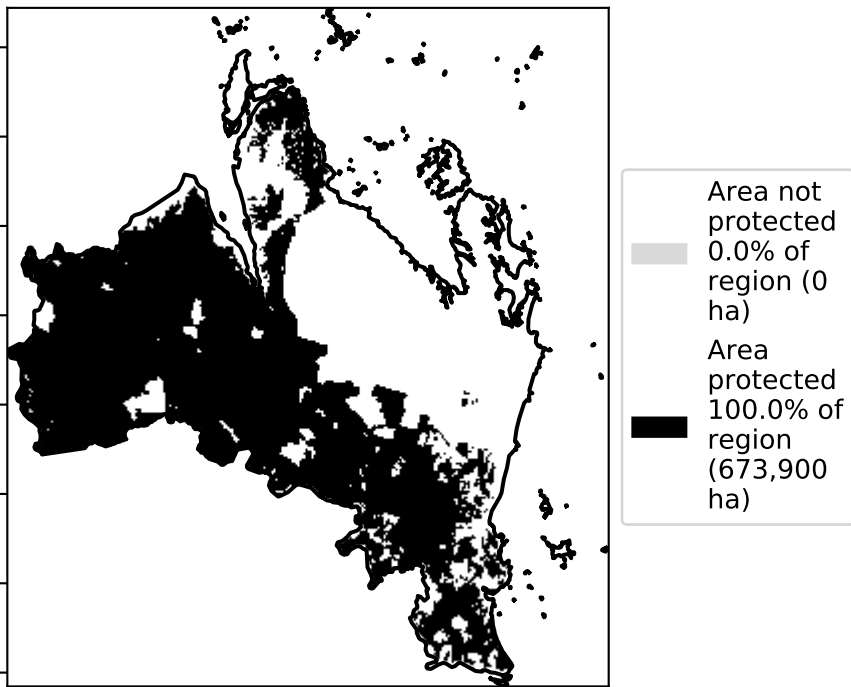 Area not
protected
0.0% of
region (0
ha)
Area
protected
100.0% of
region
(673,900
ha)